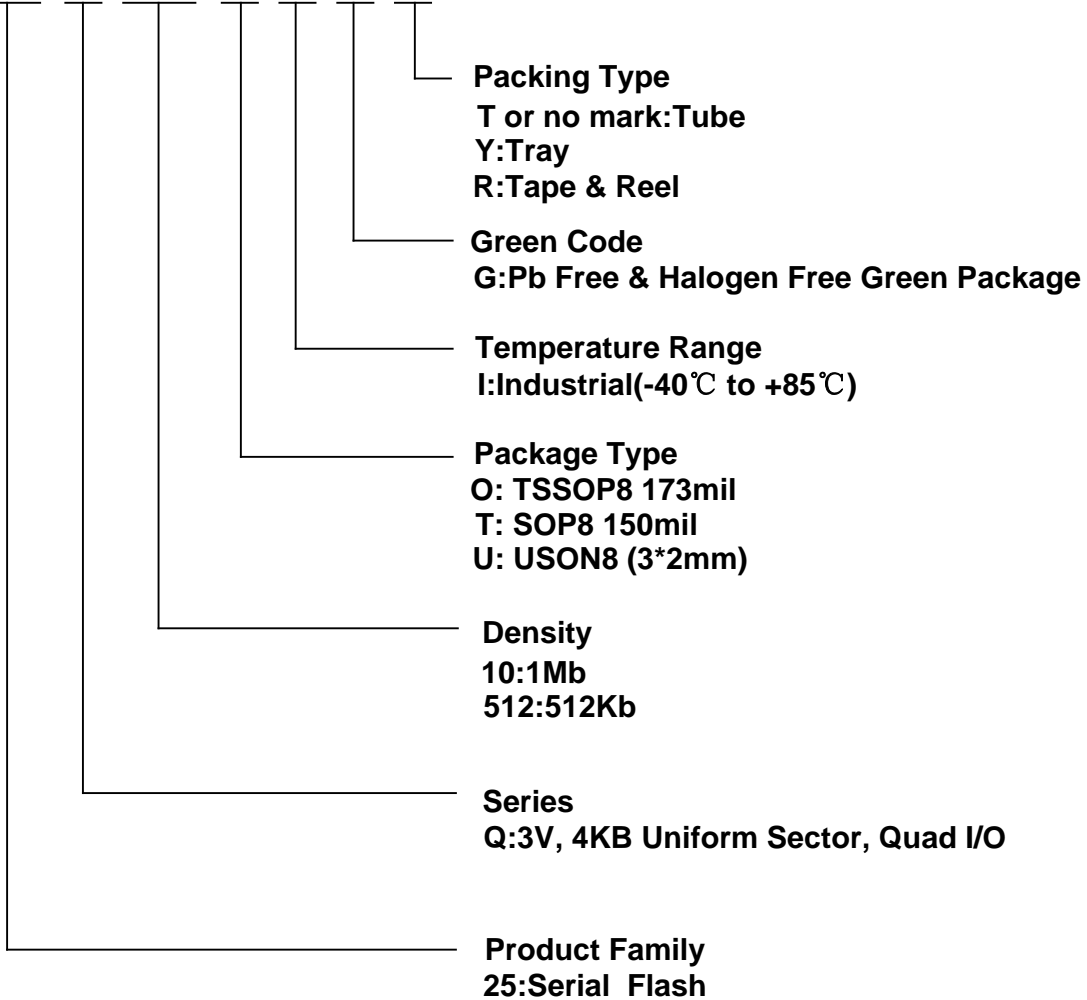 Packing Type
T or no mark:Tube
Y:Tray
R:Tape & Reel
Green Code
G:Pb Free & Halogen Free Green Package
Temperature Range
I:Industrial(-40℃ to +85℃)
Package Type
O: TSSOP8 173mil
T: SOP8 150mil
U: USON8 (3*2mm)
Density
10:1Mb
512:512Kb
Series
Q:3V, 4KB Uniform Sector, Quad I/O
Product Family
25:Serial  Flash